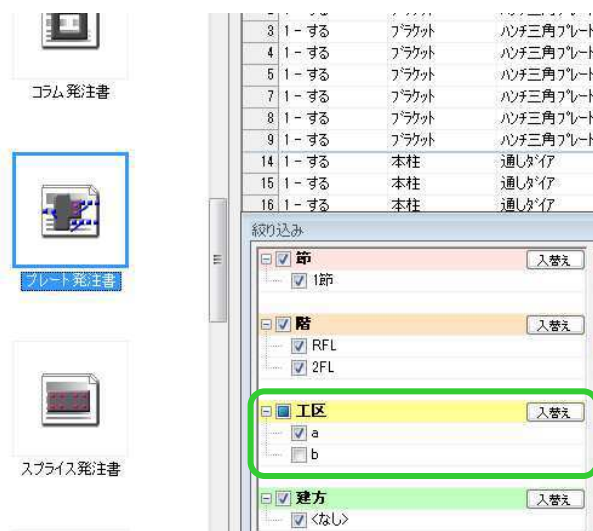 コラム発注書
プレート発注書
スプライス発注書
3 1 - する ブラケット ハンチ三角プレート
4 1 - する ブラケット ハンチ三角プレート
5 1 - する ブラケット ハンチ三角プレート
7 1 - する ブラケット ハンチ三角プレート
8 1 - する ブラケット ハンチ三角プレート
9 1 - する ブラケット ハンチ三角プレート
14 1 - する 本柱 通しダイア
15 1 - する 本柱 通しダイア
16 1 - する 本柱 通しダイア
絞り込み
節 入替え
1節
階 入替え
RFL
2FL
工区 入替え
a
b
建方 入替え
<なし>